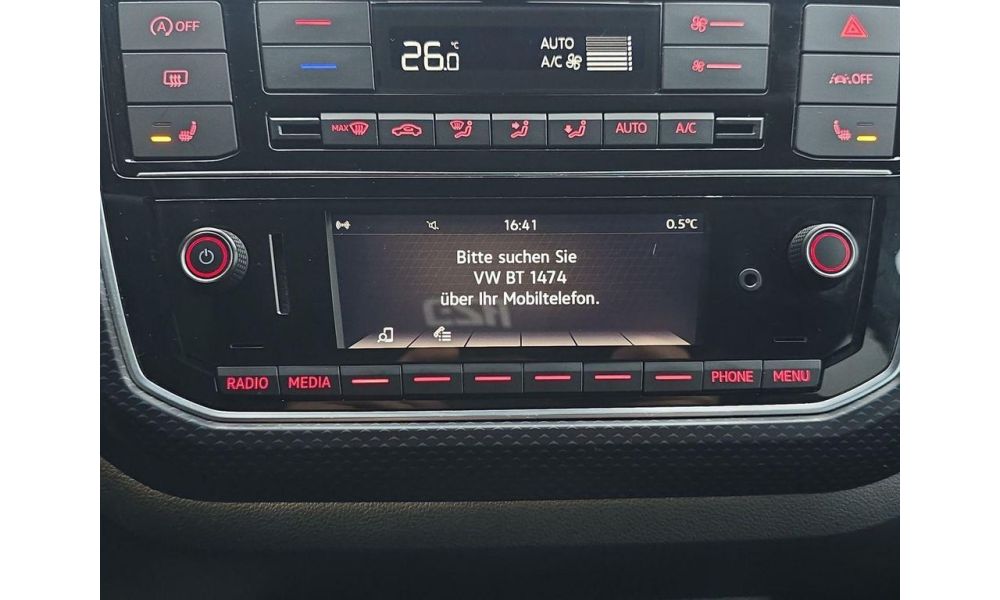 A OFF
26.0 °C
AUTO
A/C
OFF
MAX
AUTO
A/C
16:41
0.5°C
Bitte suchen Sie
VW BT 1474
über Ihr Mobiltelefon.
RADIO
MEDIA
PHONE
MENU